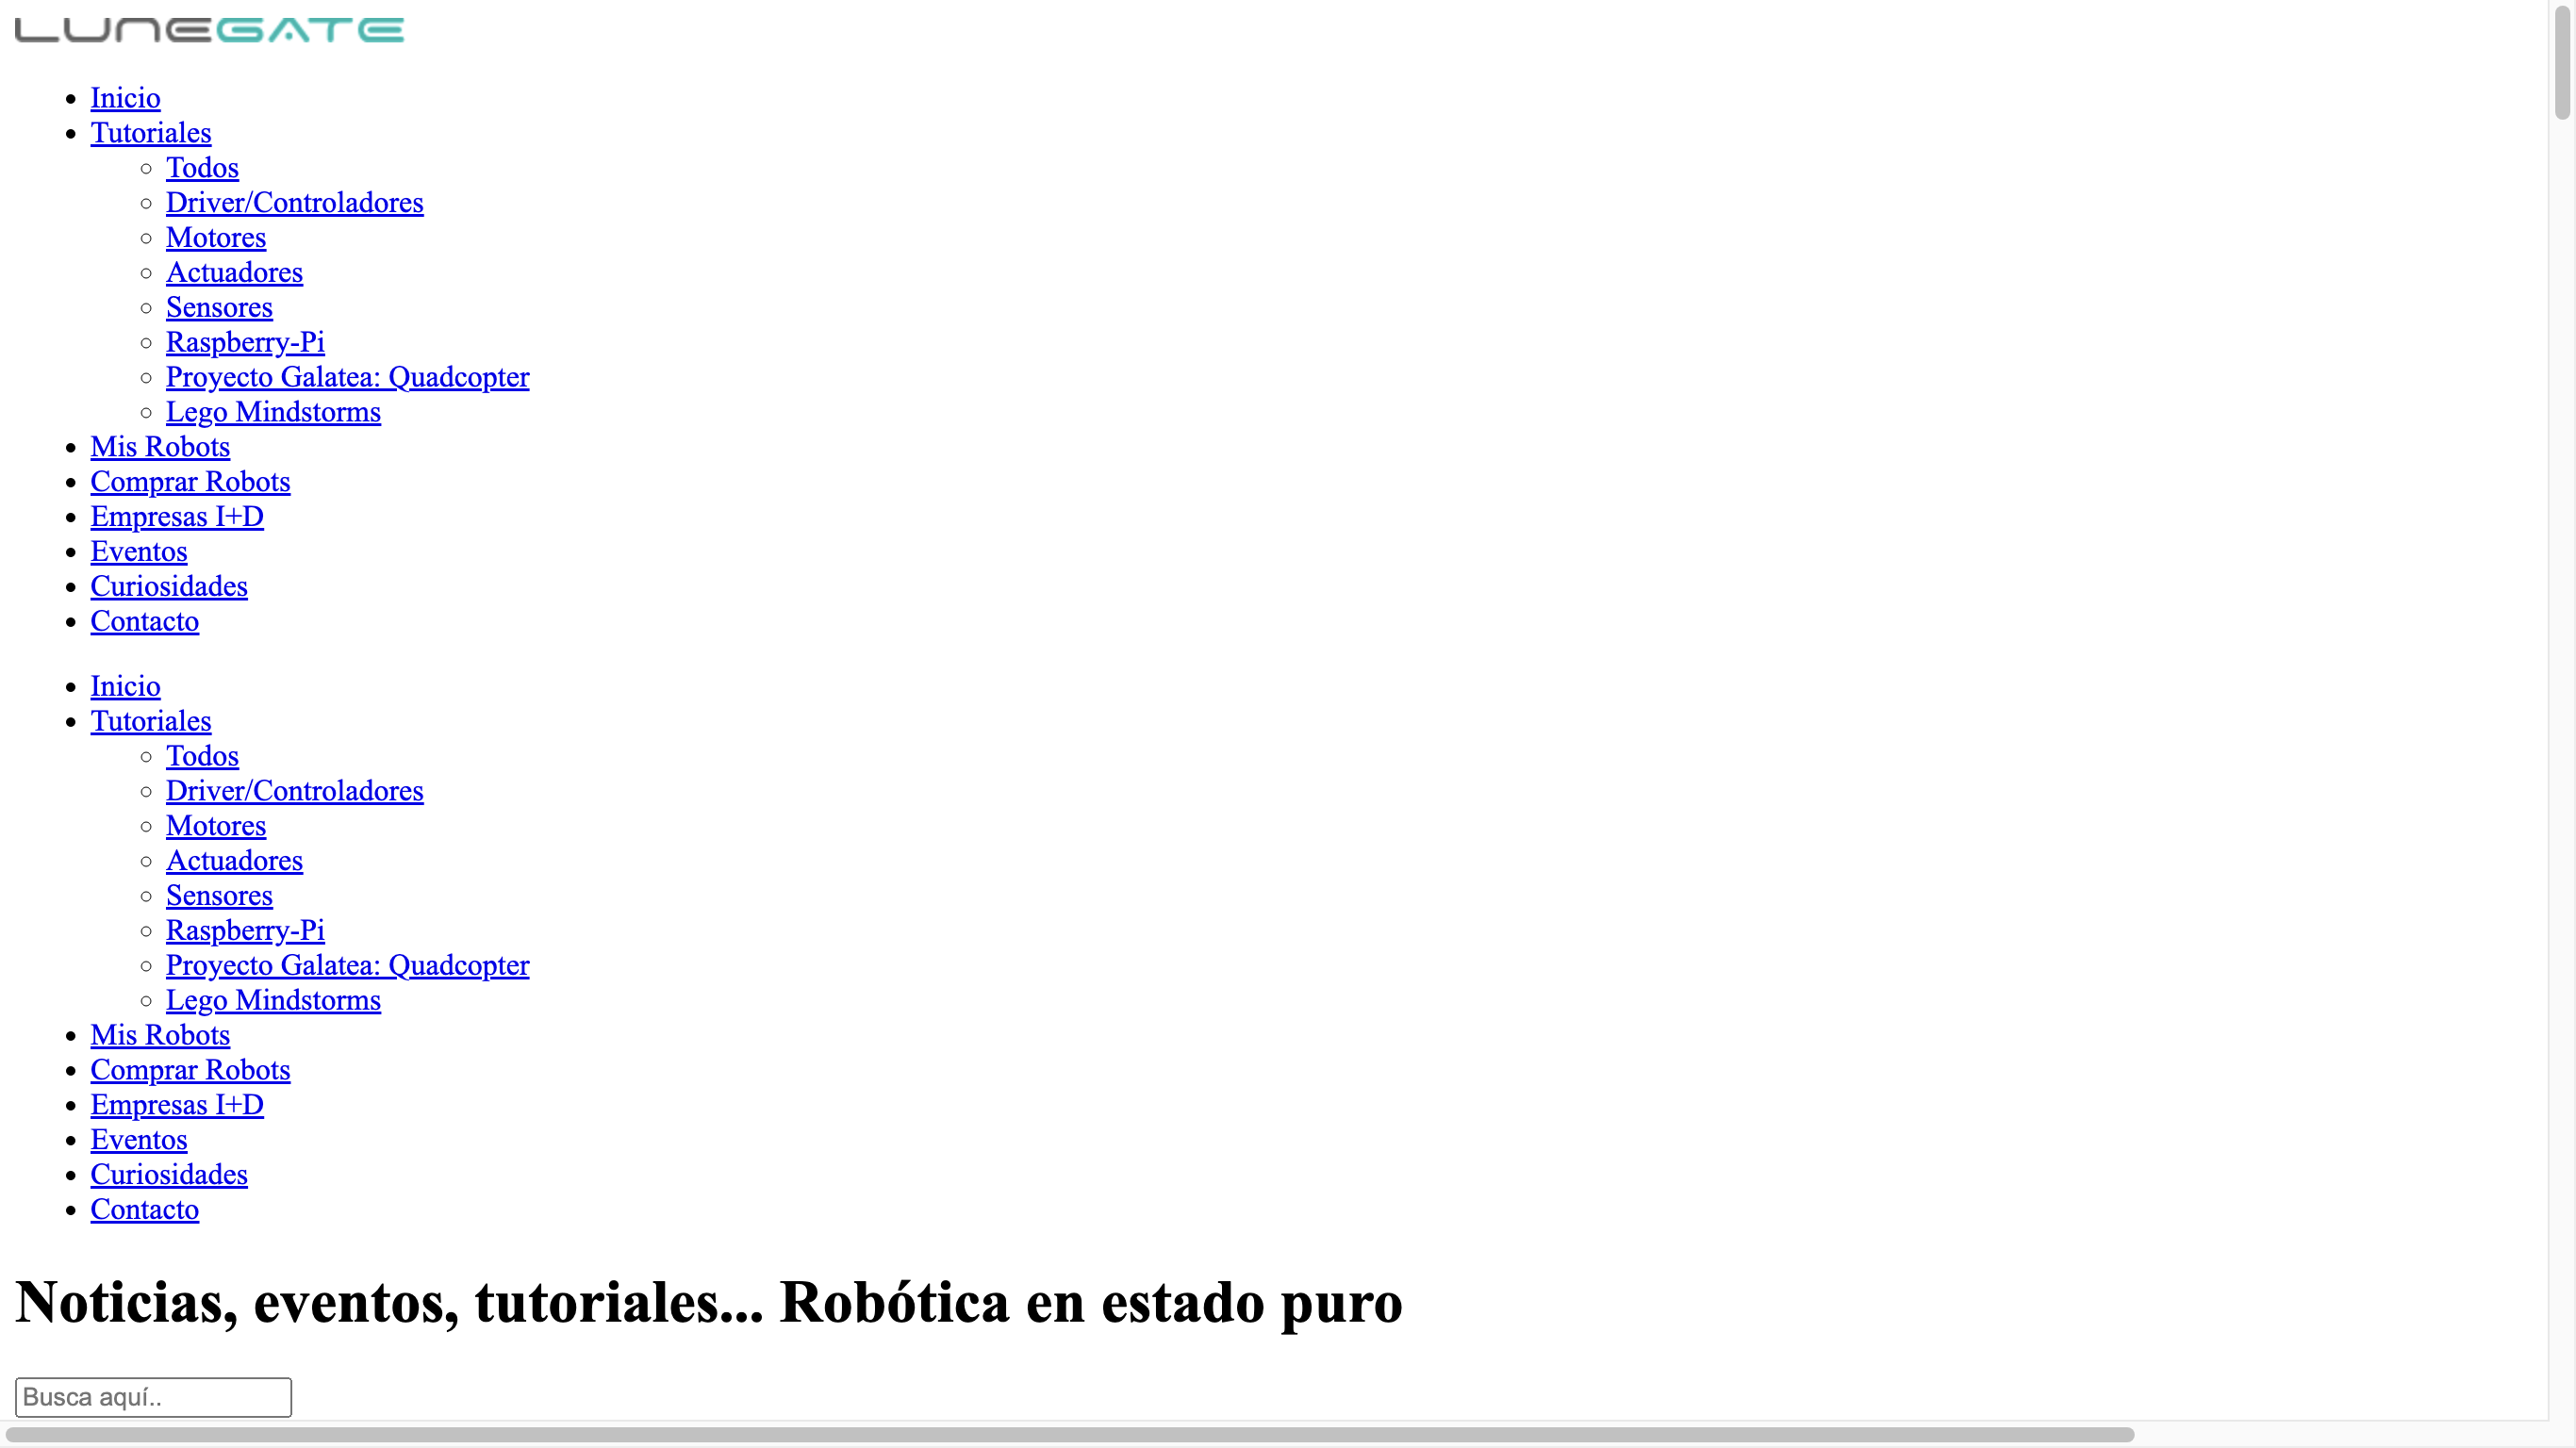 LUNEGATE
Inicio
Tutoriales
Todos
Driver/Controladores
Motores
Actuadores
Sensores
Raspberry-Pi
Proyecto Galatea: Quadcopter
Lego Mindstorms
Mis Robots
Comprar Robots
Empresas I+D
Eventos
Curiosidades
Contacto
Inicio
Tutoriales
Todos
Driver/Controladores
Motores
Actuadores
Sensores
Raspberry-Pi
Proyecto Galatea: Quadcopter
Lego Mindstorms
Mis Robots
Comprar Robots
Empresas I+D
Eventos
Curiosidades
Contacto
Noticias, eventos, tutoriales... Robótica en estado puro
Busca aquí..